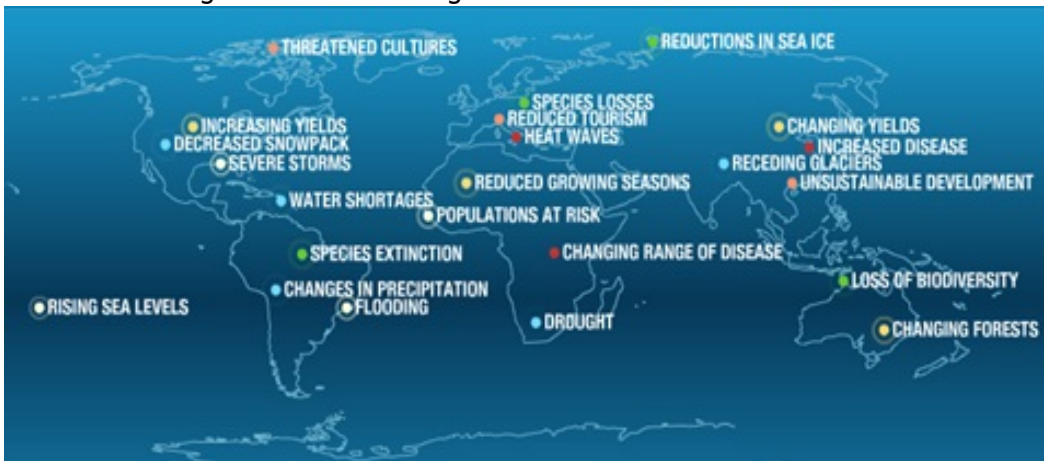 THREATENED CULTURES
REDUCTIONS IN SEA ICE
SPECIES LOSSES
REDUCED TOURISM
INCREASING YIELDS
CHANGING YIELDS
HEAT WAVES
DECREASED SNOWPACK
INCREASED DISEASE
SEVERE STORMS
RECEDING GLACIERS
REDUCED GROWING SEASONS
UNSUSTAINABLE DEVELOPMENT
WATER SHORTAGES
POPULATIONS AT RISK
SPECIES EXTINCTION
CHANGING RANGE OF DISEASE
LOSS OF BIODIVERSITY
CHANGES IN PRECIPITATION
RISING SEA LEVELS
FLOODING
DROUGHT
CHANGING FORESTS